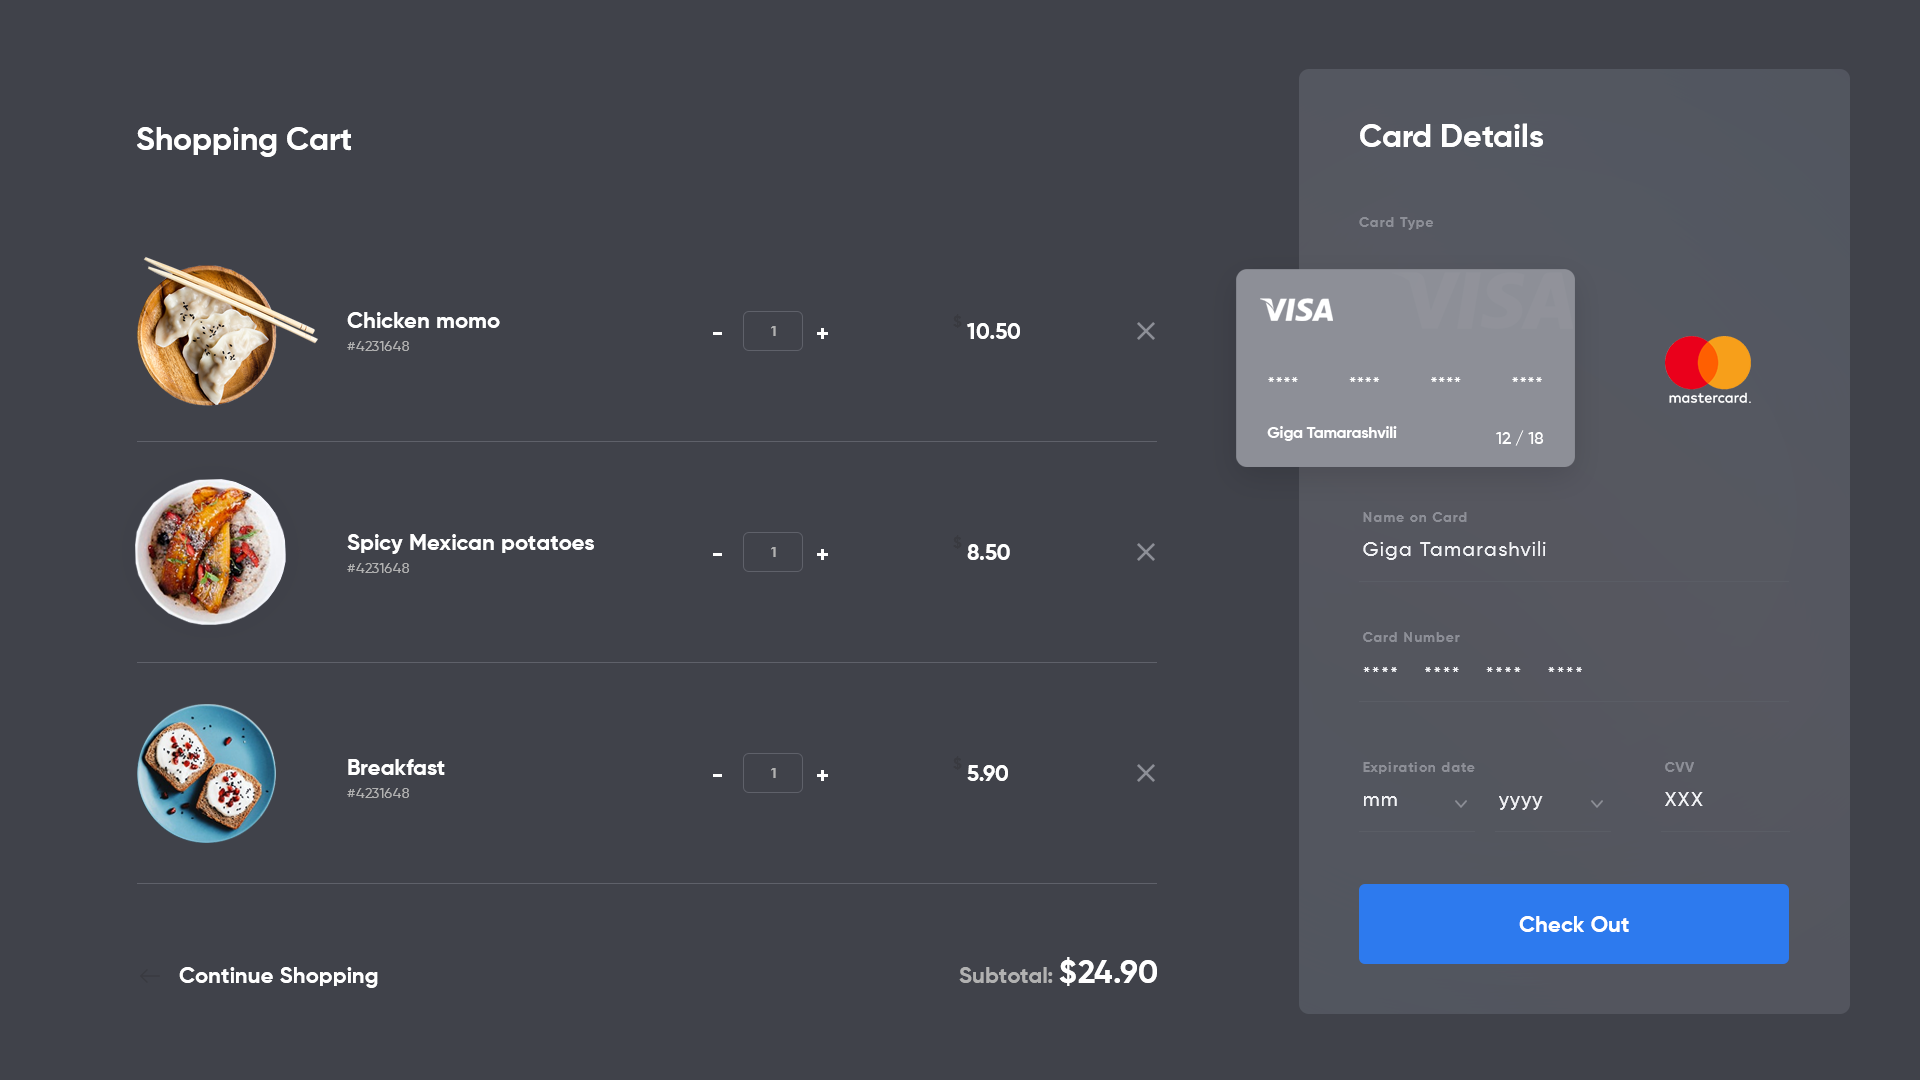 Shopping Cart
Chicken momo
#4231648
- 1 + $ 10.50
Spicy Mexican potatoes
#4231648
- 1 + $ 8.50
Breakfast
#4231648
- 1 + $ 5.90
Continue Shopping
Subtotal: $24.90
Card Details
Card Type
VISA
VISA
**** **** **** ****
Giga Tamarashvili
12 / 18
mastercard.
Name on Card
Giga Tamarashvili
Card Number
**** **** **** ****
Expiration date
mm
yyyy
CVV
XXX
Check Out